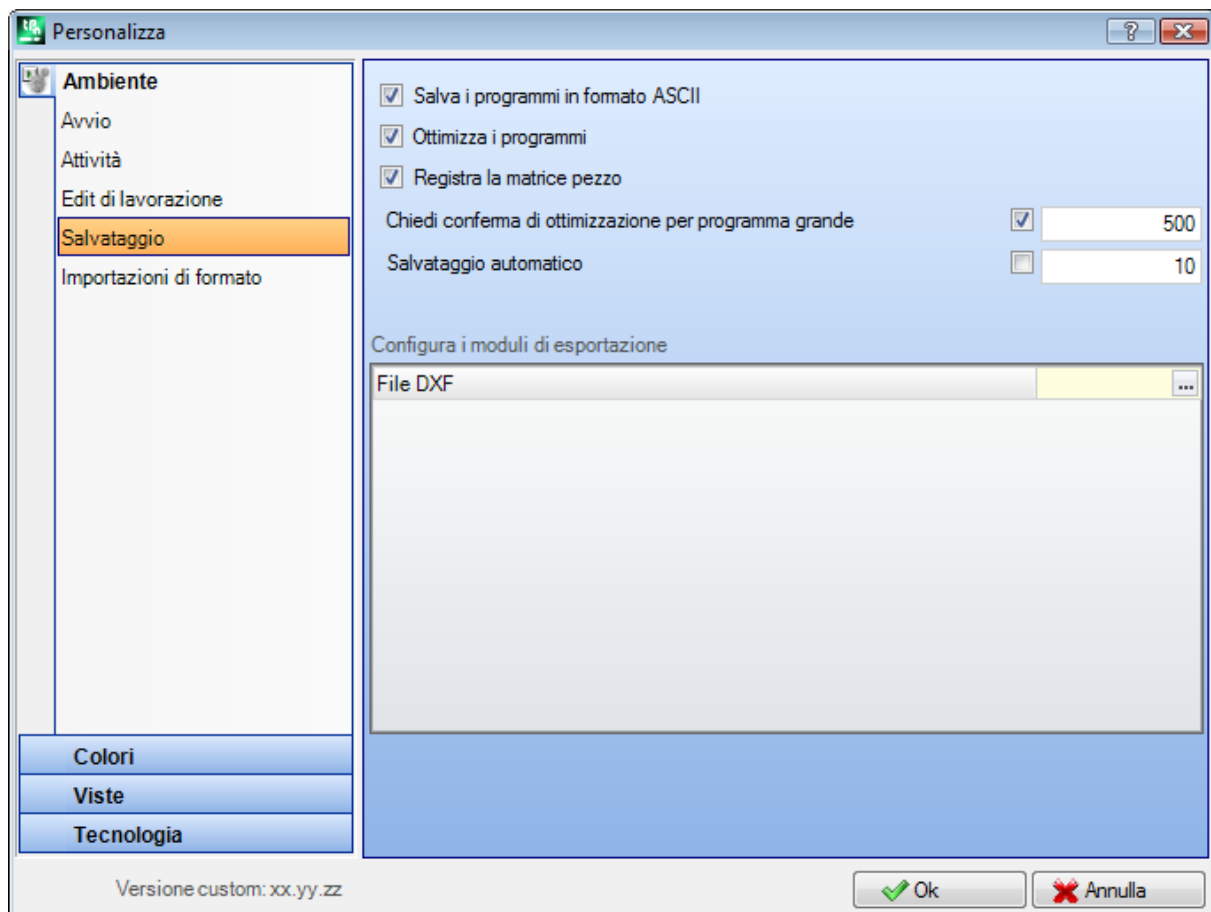 Personalizza
Ambiente
Avvio
Attività
Edit di lavorazione
Salvataggio
Importazioni di formato
Colori
Viste
Tecnologia
Salva i programmi in formato ASCII
Ottimizza i programmi
Registra la matrice pezzo
Chiedi conferma di ottimizzazione per programma grande 500
Salvataggio automatico 10
Configura i moduli di esportazione
File DXF ...
Versione custom: xx.yy.zz
Ok
Annulla